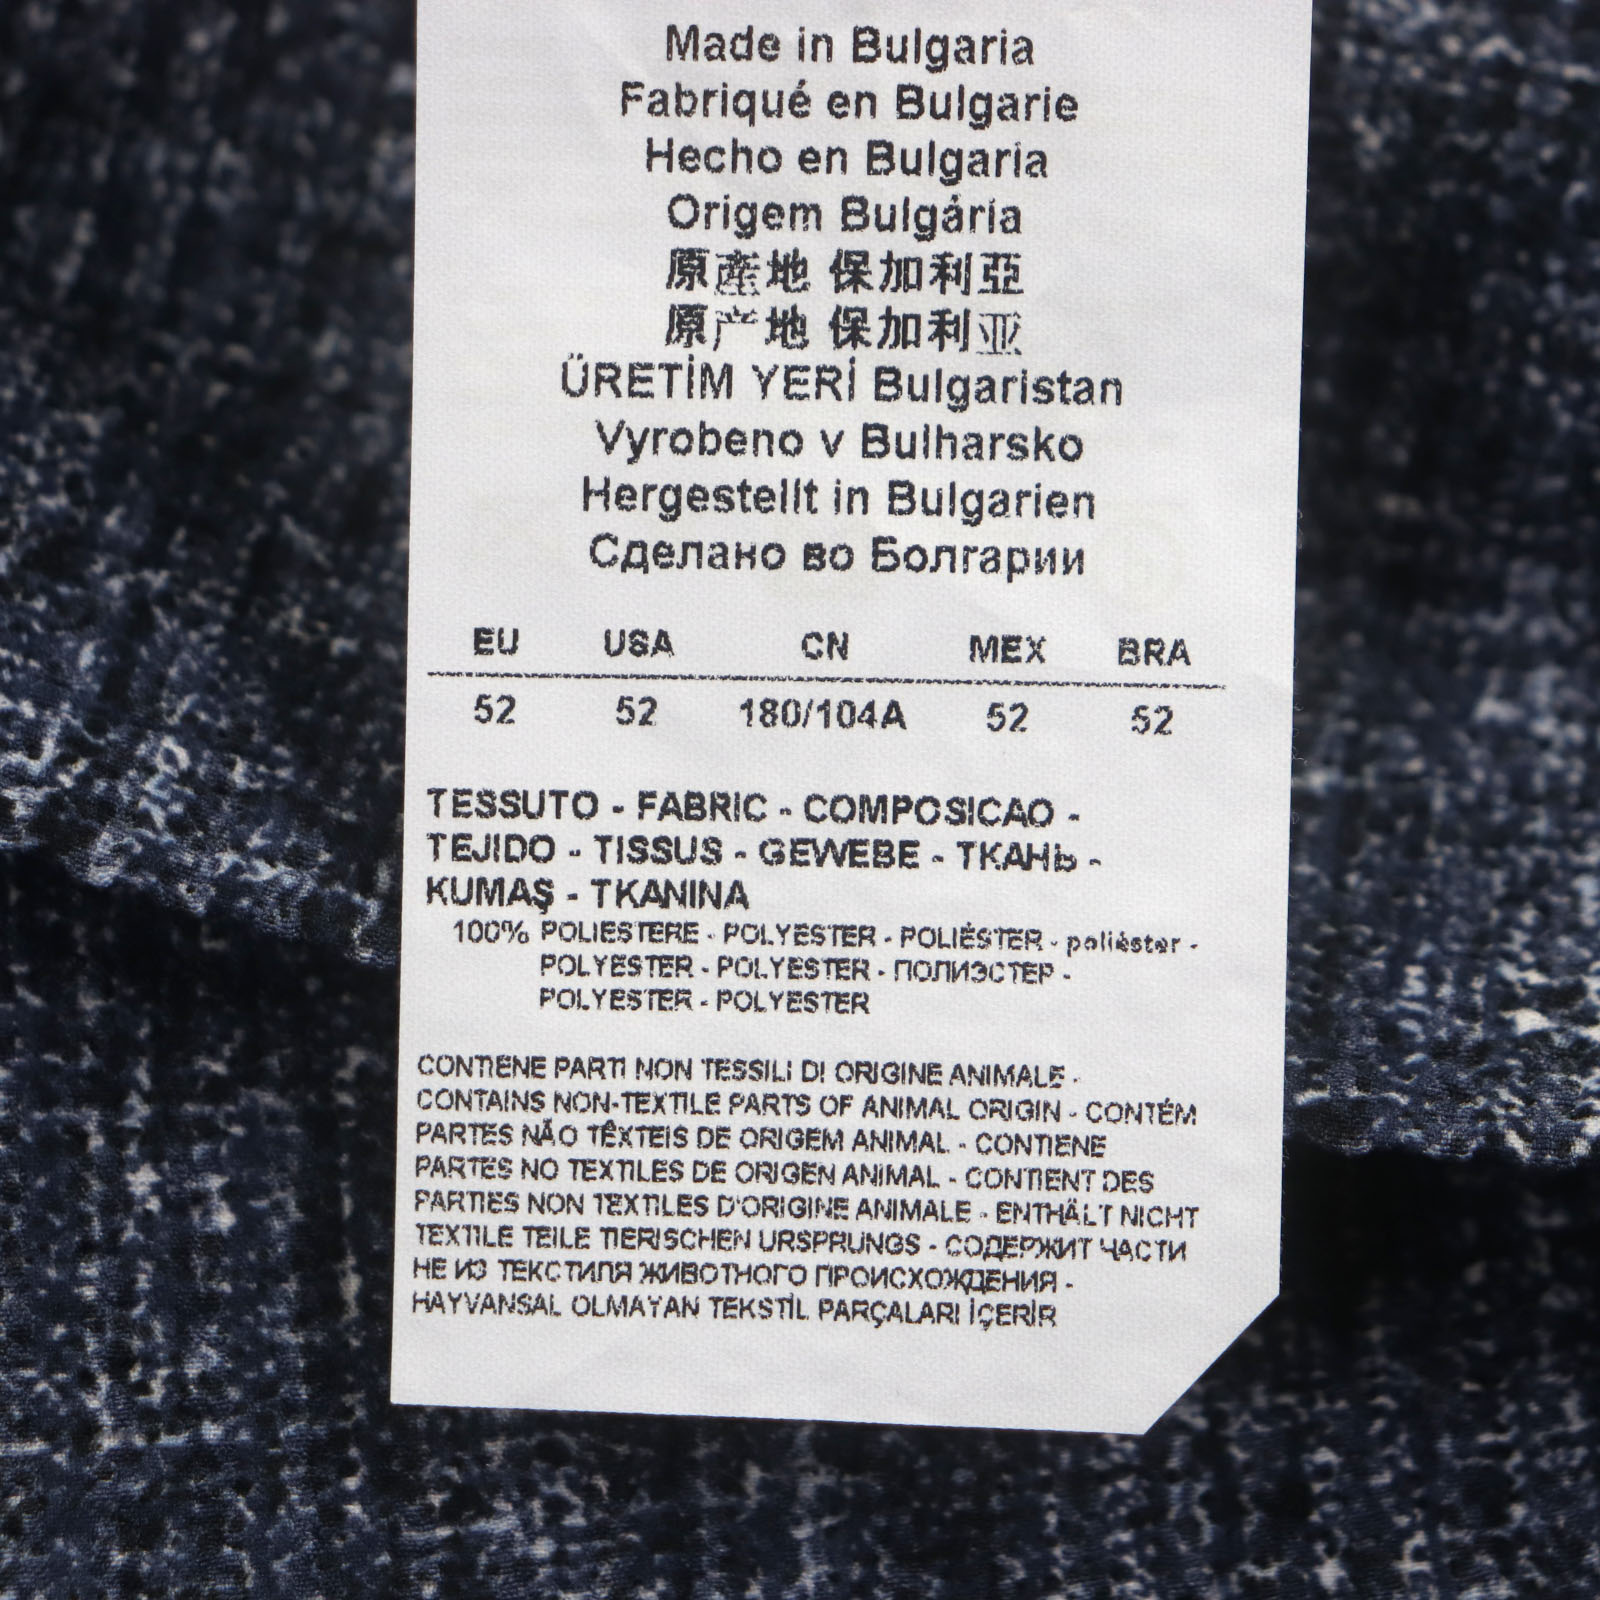 Made in Bulgaria
Fabriqué en Bulgarie
Hecho en Bulgaria
Origem Bulgária
原産地 保加利亞
原产地 保加利亚
ÜRETİM YERİ Bulgaristan
Vyrobeno v Bulharsko
Hergestellt in Bulgarien
Сделано во Болгарии
EU USA CN MEX BRA
52 52 180/104A 52 52
TESSUTO - FABRIC - COMPOSICAO -
TEJIDO - TISSUS - GEWEBE - ТКАНЬ -
KUMAŞ - TKANINA
100% POLIESTERE - POLYESTER - POLIÉSTER - poliéster -
POLYESTER - POLYESTER - ПОЛИЭСТЕР -
POLYESTER - POLYESTER
CONTIENE PARTI NON TESSILI DI ORIGINE ANIMALE -
CONTAINS NON-TEXTILE PARTS OF ANIMAL ORIGIN - CONTÉM
PARTES NÃO TÊXTEIS DE ORIGEM ANIMAL - CONTIENE
PARTES NO TEXTILES DE ORIGEN ANIMAL - CONTIENT DES
PARTIES NON TEXTILES D'ORIGINE ANIMALE - ENTHÄLT NICHT
TEXTILE TEILE TIERISCHEN URSPRUNGS - СОДЕРЖИТ ЧАСТИ
НЕ ИЗ ТЕКСТИЛЯ ЖИВОТНОГО ПРОИСХОЖДЕНИЯ -
HAYVANSAL OLMAYAN TEKSTİL PARÇALARI İÇERİR